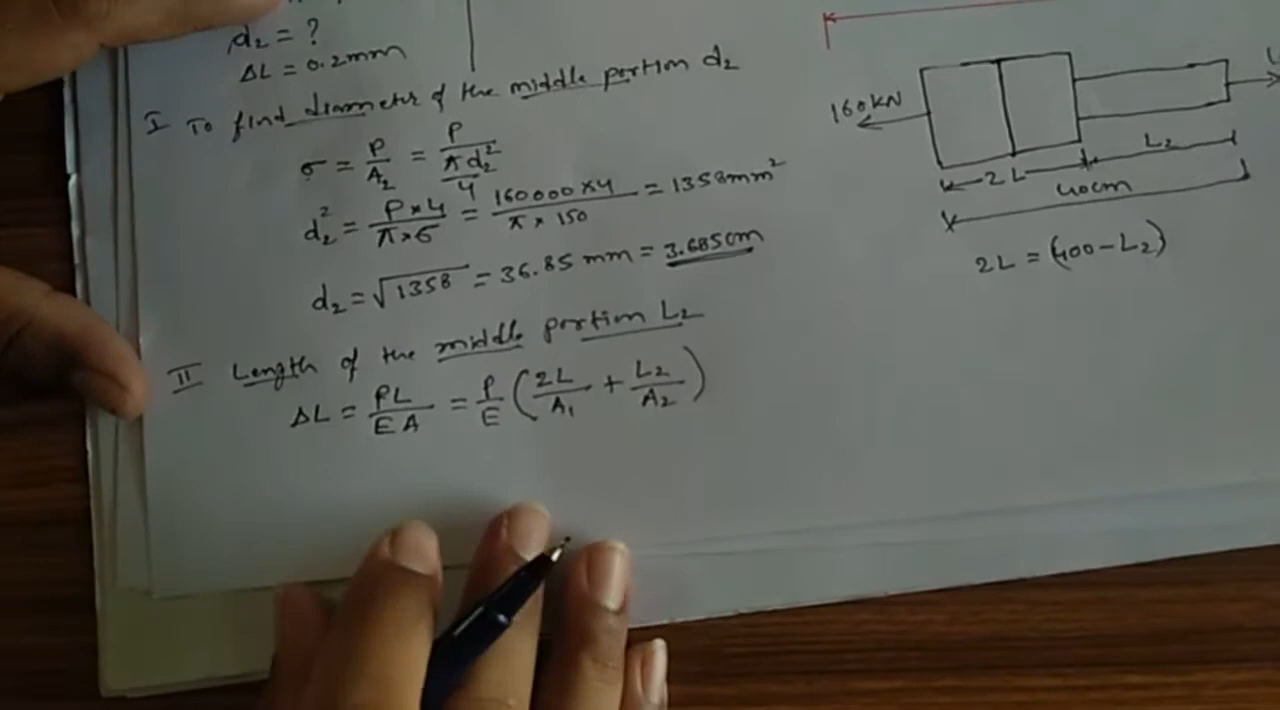 d₂ = ?
ΔL = 0.2mm
I To find diameter of the middle portion d₂
σ = P/A₂ = P/(πd₂²/4)
d₂² = (P×4)/(π×σ) = (160000×4)/(π×150) = 1358mm²
d₂ = √1358 = 36.85 mm = 3.685cm
II Length of the middle portion L₂
ΔL = PL/EA = P/E (2L/A₁ + L₂/A₂)
160KN
2L
L₂
40cm
2L = (400-L₂)